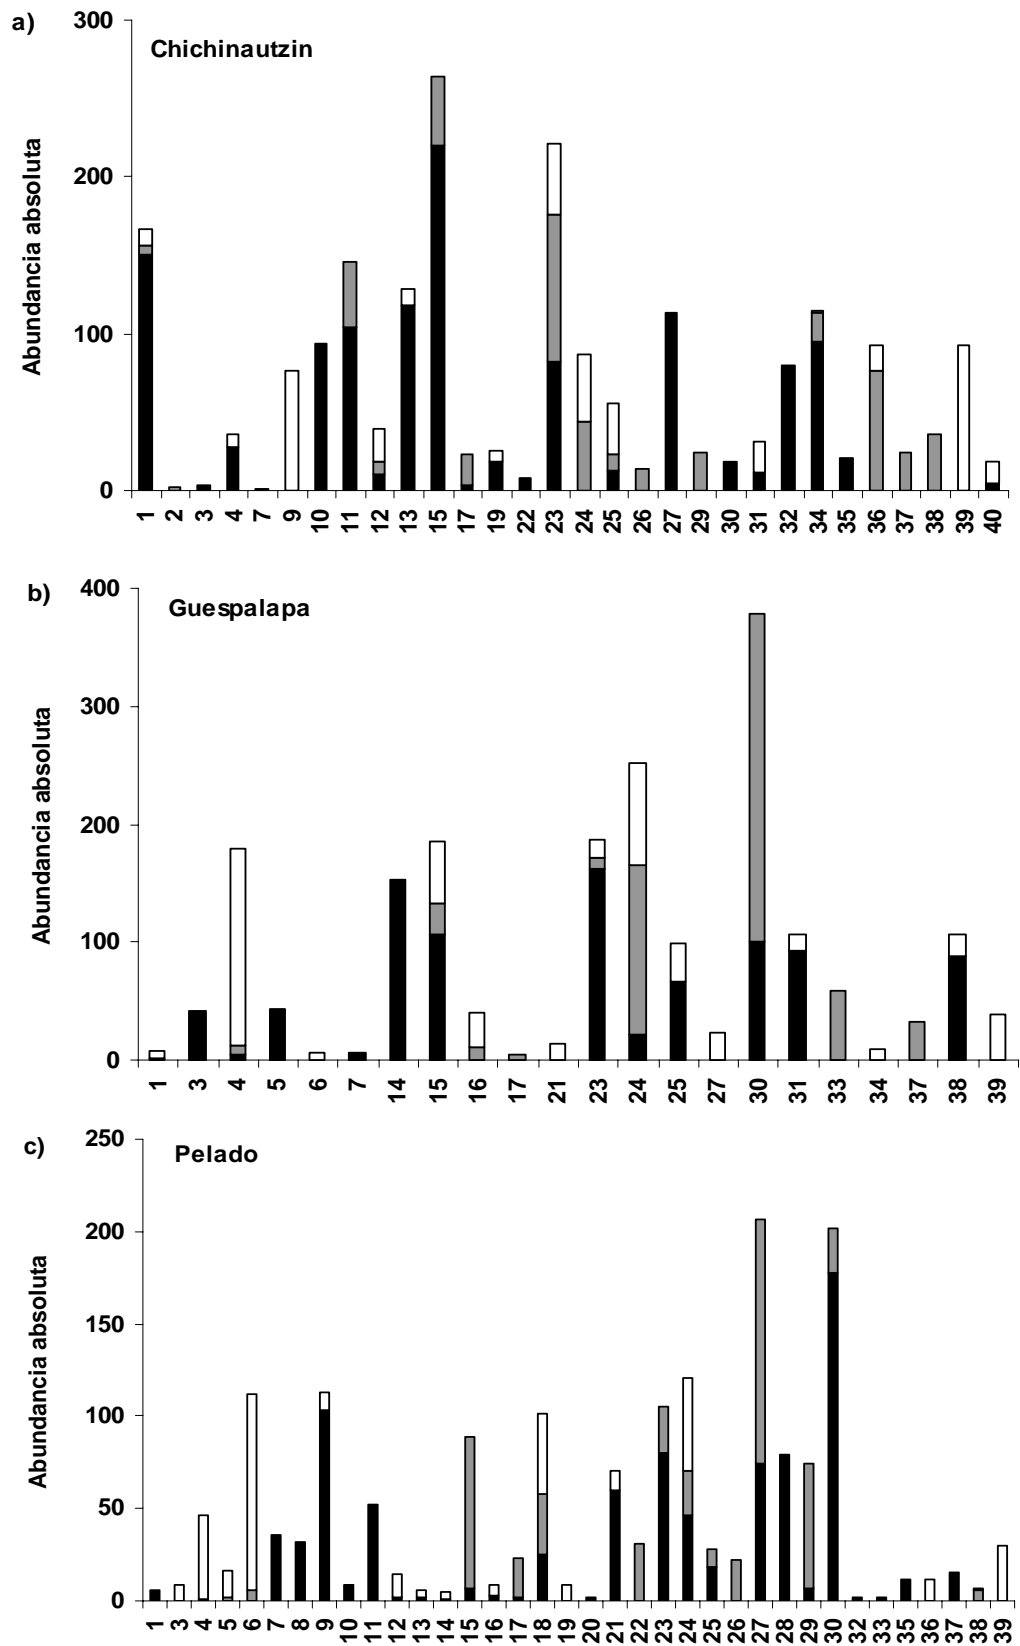 a)
Chichinautzin
Abundancia absoluta
300
200
100
0
1 2 3 4 7 9 10 11 12 13 15 17 19 22 23 24 25 26 27 29 30 31 32 34 35 36 37 38 39 40
b)
Guespalapa
Abundancia absoluta
400
300
200
100
0
1 3 4 5 6 7 14 15 16 17 21 23 24 25 27 30 31 33 34 37 38 39
c)
Pelado
Abundancia absoluta
250
200
150
100
50
0
1 3 4 5 6 7 8 9 10 11 12 13 14 15 16 17 18 19 20 21 22 23 24 25 26 27 28 29 30 32 33 35 36 37 38 39